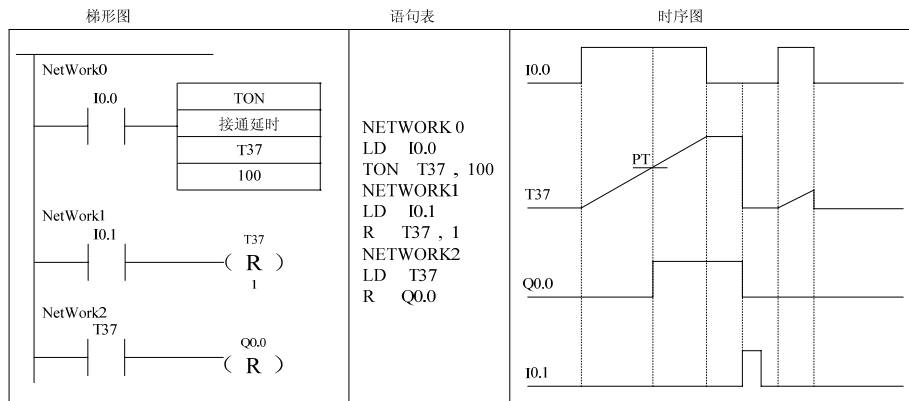 梯形图
语句表
时序图
NetWork0
I0.0
TON
接通延时
T37
100
NetWork1
I0.1
T37
( R )
1
NetWork2
T37
Q0.0
( R )
NETWORK 0
LD I0.0
TON T37 , 100
NETWORK1
LD I0.1
R T37 , 1
NETWORK2
LD T37
R Q0.0
I0.0
PT
T37
Q0.0
I0.1